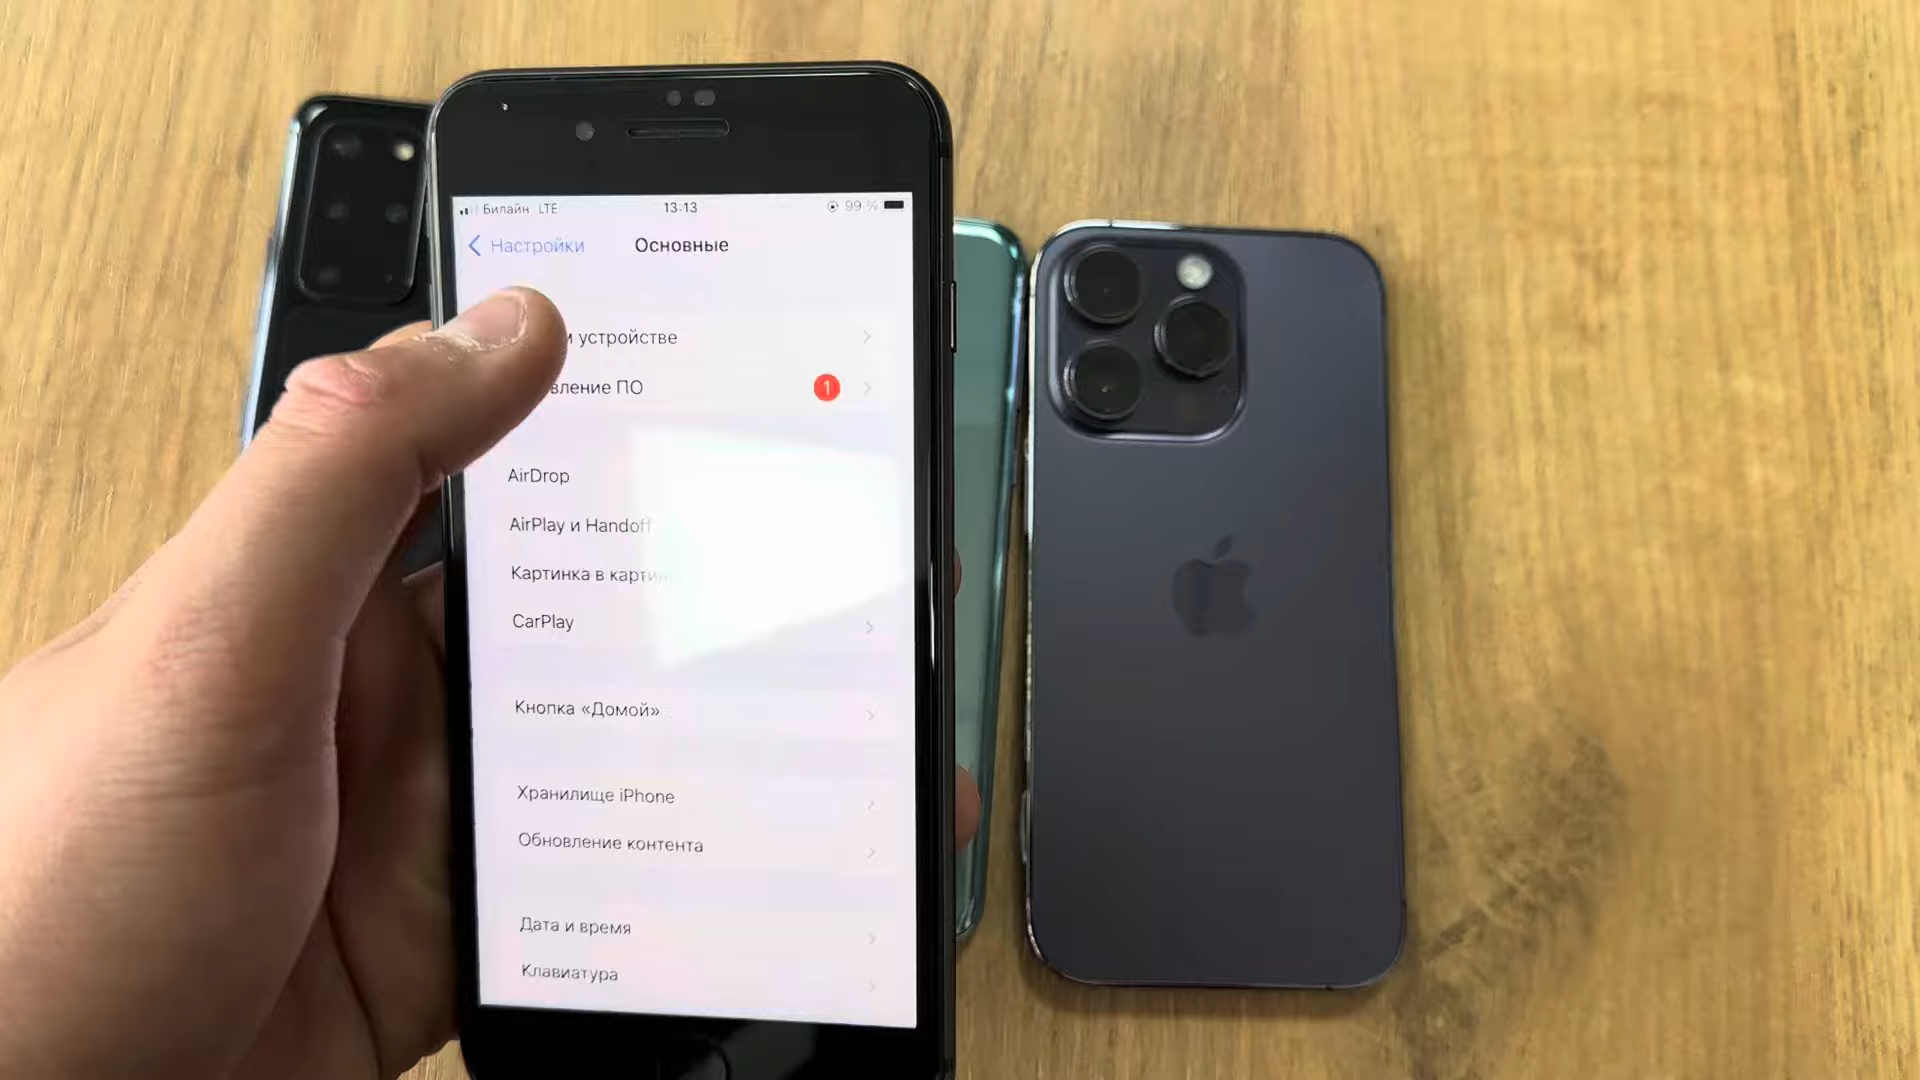 Билайн LTE 13:13 99 %
Настройки Основные
устройстве
ПО 1
AirDrop
AirPlay и Handoff
Картинка в
CarPlay
Кнопка «Домой»
Хранилище iPhone
Обновление контента
Дата и время
Клавиатура